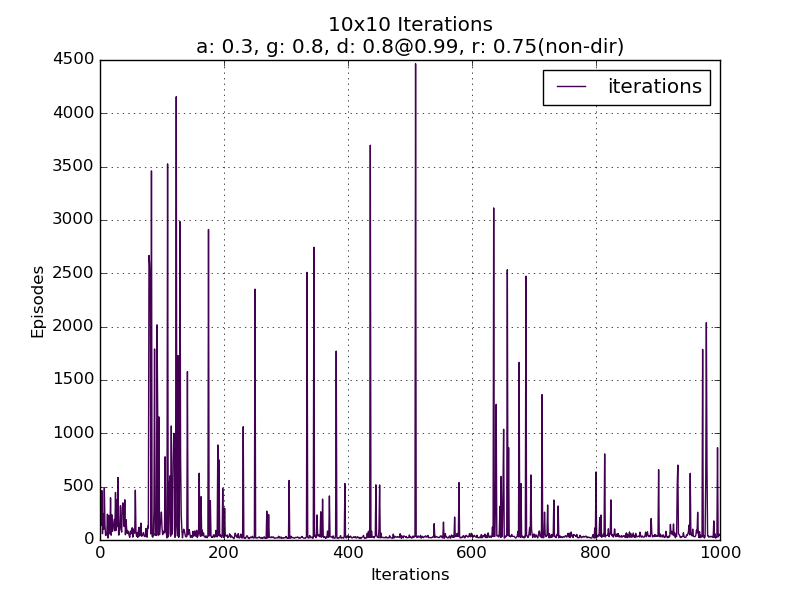 10x10 Iterations
a: 0.3, g: 0.8, d: 0.8@0.99, r: 0.75(non-dir)
iterations
Episodes
4500
4000
3500
3000
2500
2000
1500
1000
500
0
0 200 400 600 800 1000
Iterations